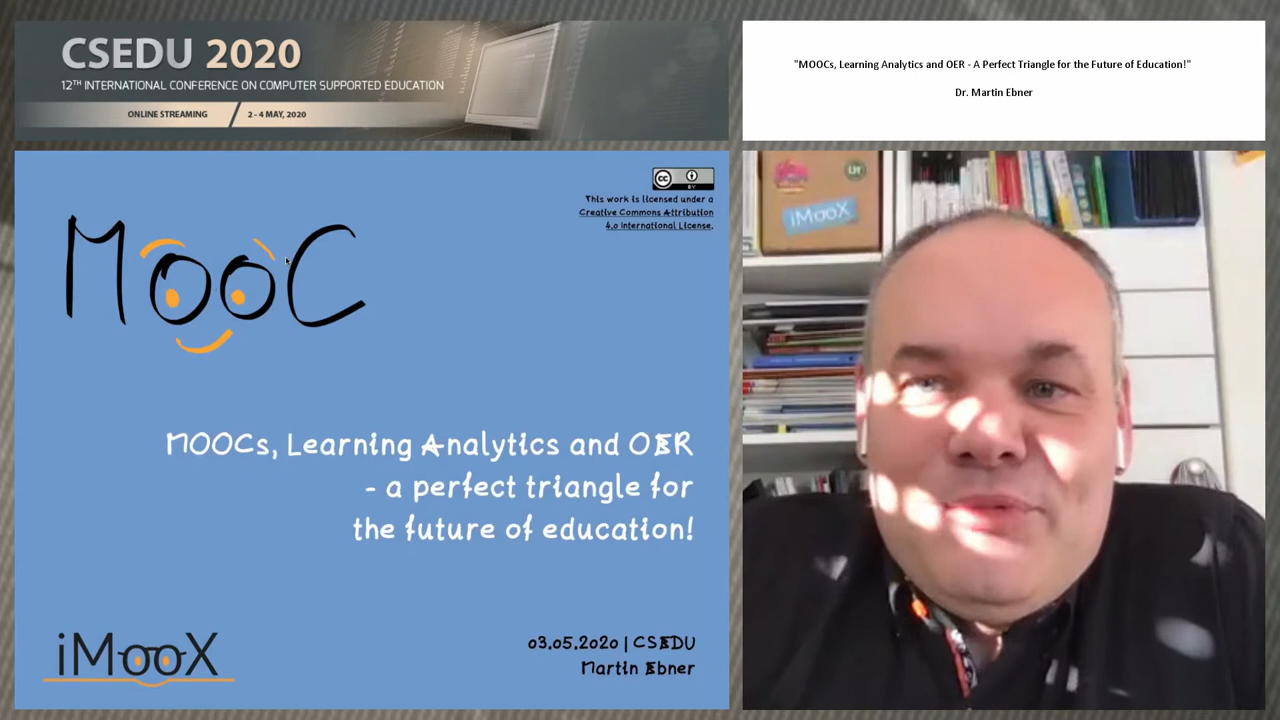 CSEDU 2020
12TH INTERNATIONAL CONFERENCE ON COMPUTER SUPPORTED EDUCATION
ONLINE STREAMING
2 - 4 MAY, 2020
"MOOCs, Learning Analytics and OER - A Perfect Triangle for the Future of Education!"
Dr. Martin Ebner
cc BY
This work is licensed under a
Creative Commons Attribution
4.0 International License.
MooC
MOOCs, Learning Analytics and OER
- a perfect triangle for
the future of education!
03.05.2020 | CSEDU
Martin Ebner
iMooX
iMooX